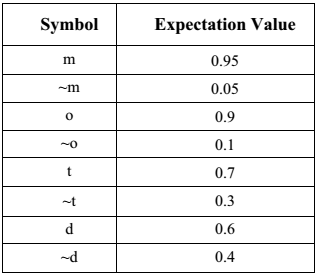 Symbol Expectation Value
m 0.95
~m 0.05
o 0.9
~o 0.1
t 0.7
~t 0.3
d 0.6
~d 0.4